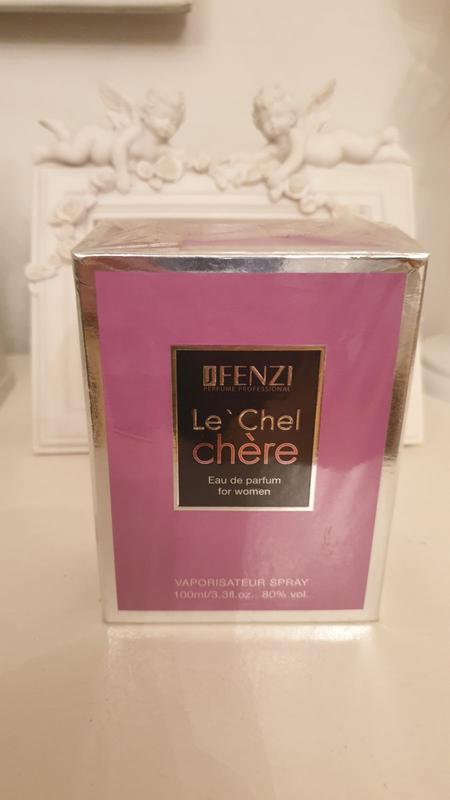 JFENZI
PERFUME PROFESSIONAL
Le`Chel
chère
Eau de parfum
for women
VAPORISATEUR SPRAY
100ml/3.3fl.oz. 80% vol.